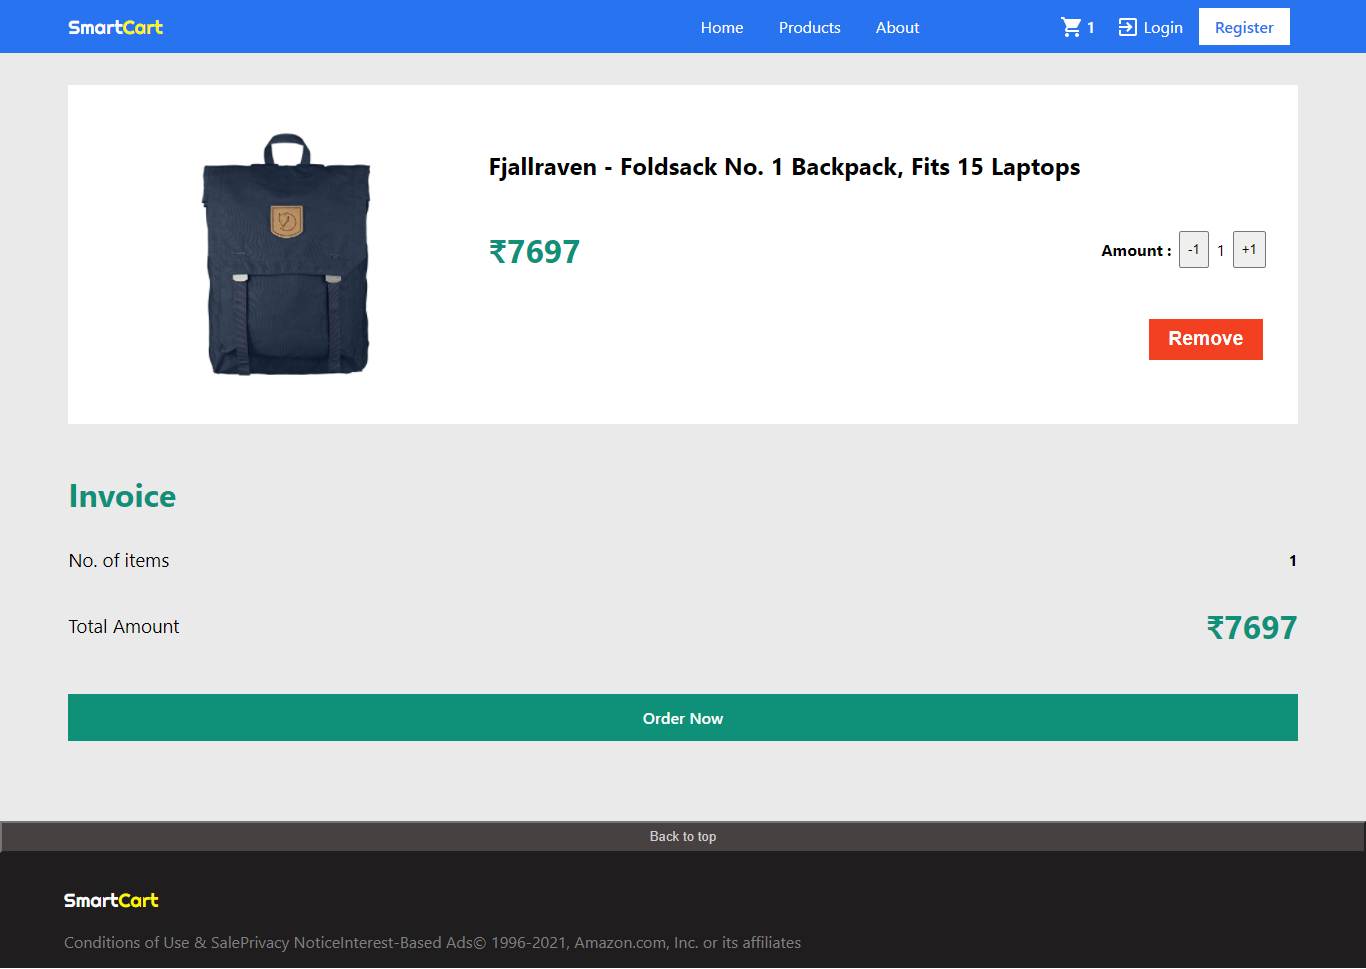 SmartCart
Home Products About
1 Login Register
Fjallraven - Foldsack No. 1 Backpack, Fits 15 Laptops
₹7697
Amount : -1 1 +1
Remove
Invoice
No. of items 1
Total Amount ₹7697
Order Now
Back to top
SmartCart
Conditions of Use & SalePrivacy NoticeInterest-Based Ads© 1996-2021, Amazon.com, Inc. or its affiliates